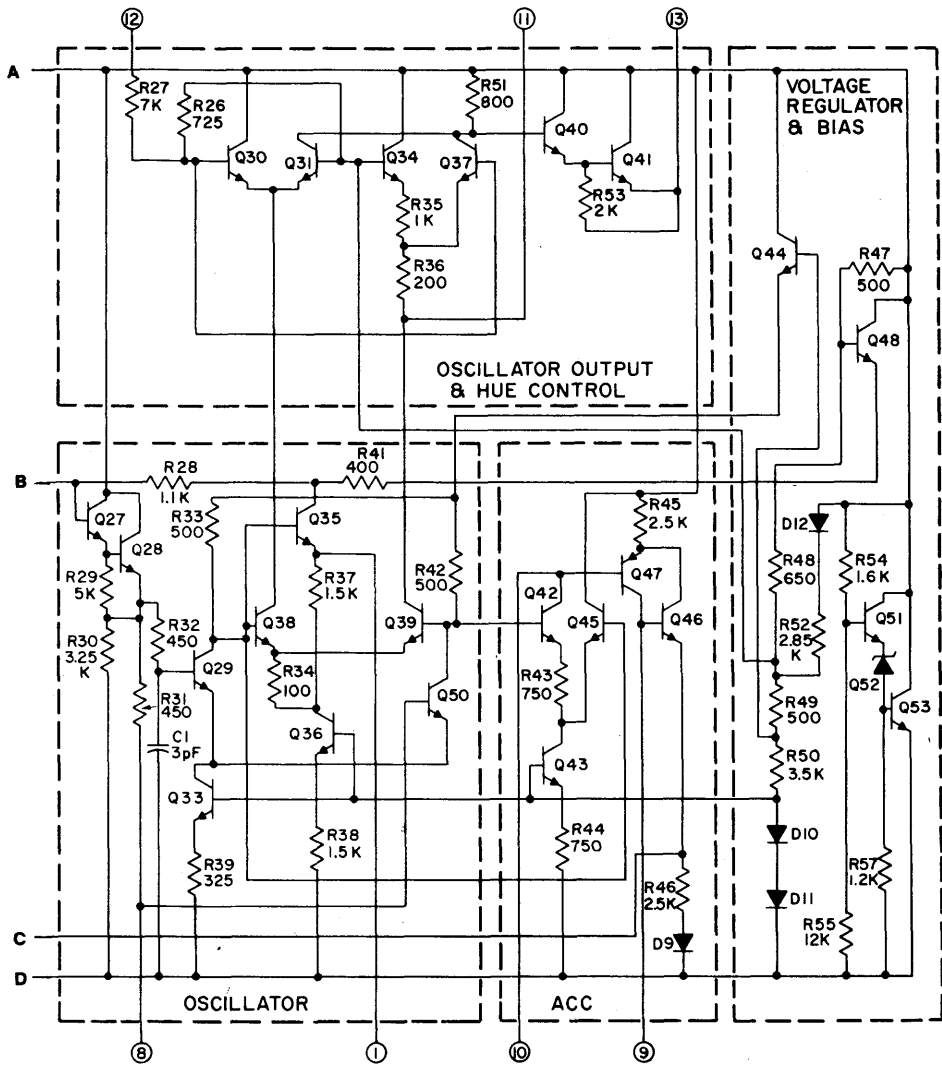 12
11
13
A
R27
7K
R26
725
R51
800
VOLTAGE
REGULATOR
& BIAS
Q30
Q31
Q34
Q37
Q40
Q41
R53
2K
R35
1K
R36
200
Q44
R47
500
Q48
OSCILLATOR OUTPUT
& HUE CONTROL
B
R28
1.1K
R41
400
Q27
Q28
R33
500
Q35
R45
2.5K
D12
R29
5K
R37
1.5K
R42
500
Q42
Q47
R48
650
R54
1.6K
R30
3.25
K
R32
450
Q29
Q38
Q39
Q45
Q46
R52
2.85
K
Q51
R34
100
R43
750
Q52
R31
450
Q50
R49
500
Q53
C1
3pF
Q36
Q43
R50
3.5K
Q33
R38
1.5K
R44
750
D10
R39
325
R46
2.5K
D11
R57
1.2K
C
D9
R55
12K
D
OSCILLATOR
ACC
8
1
10
9